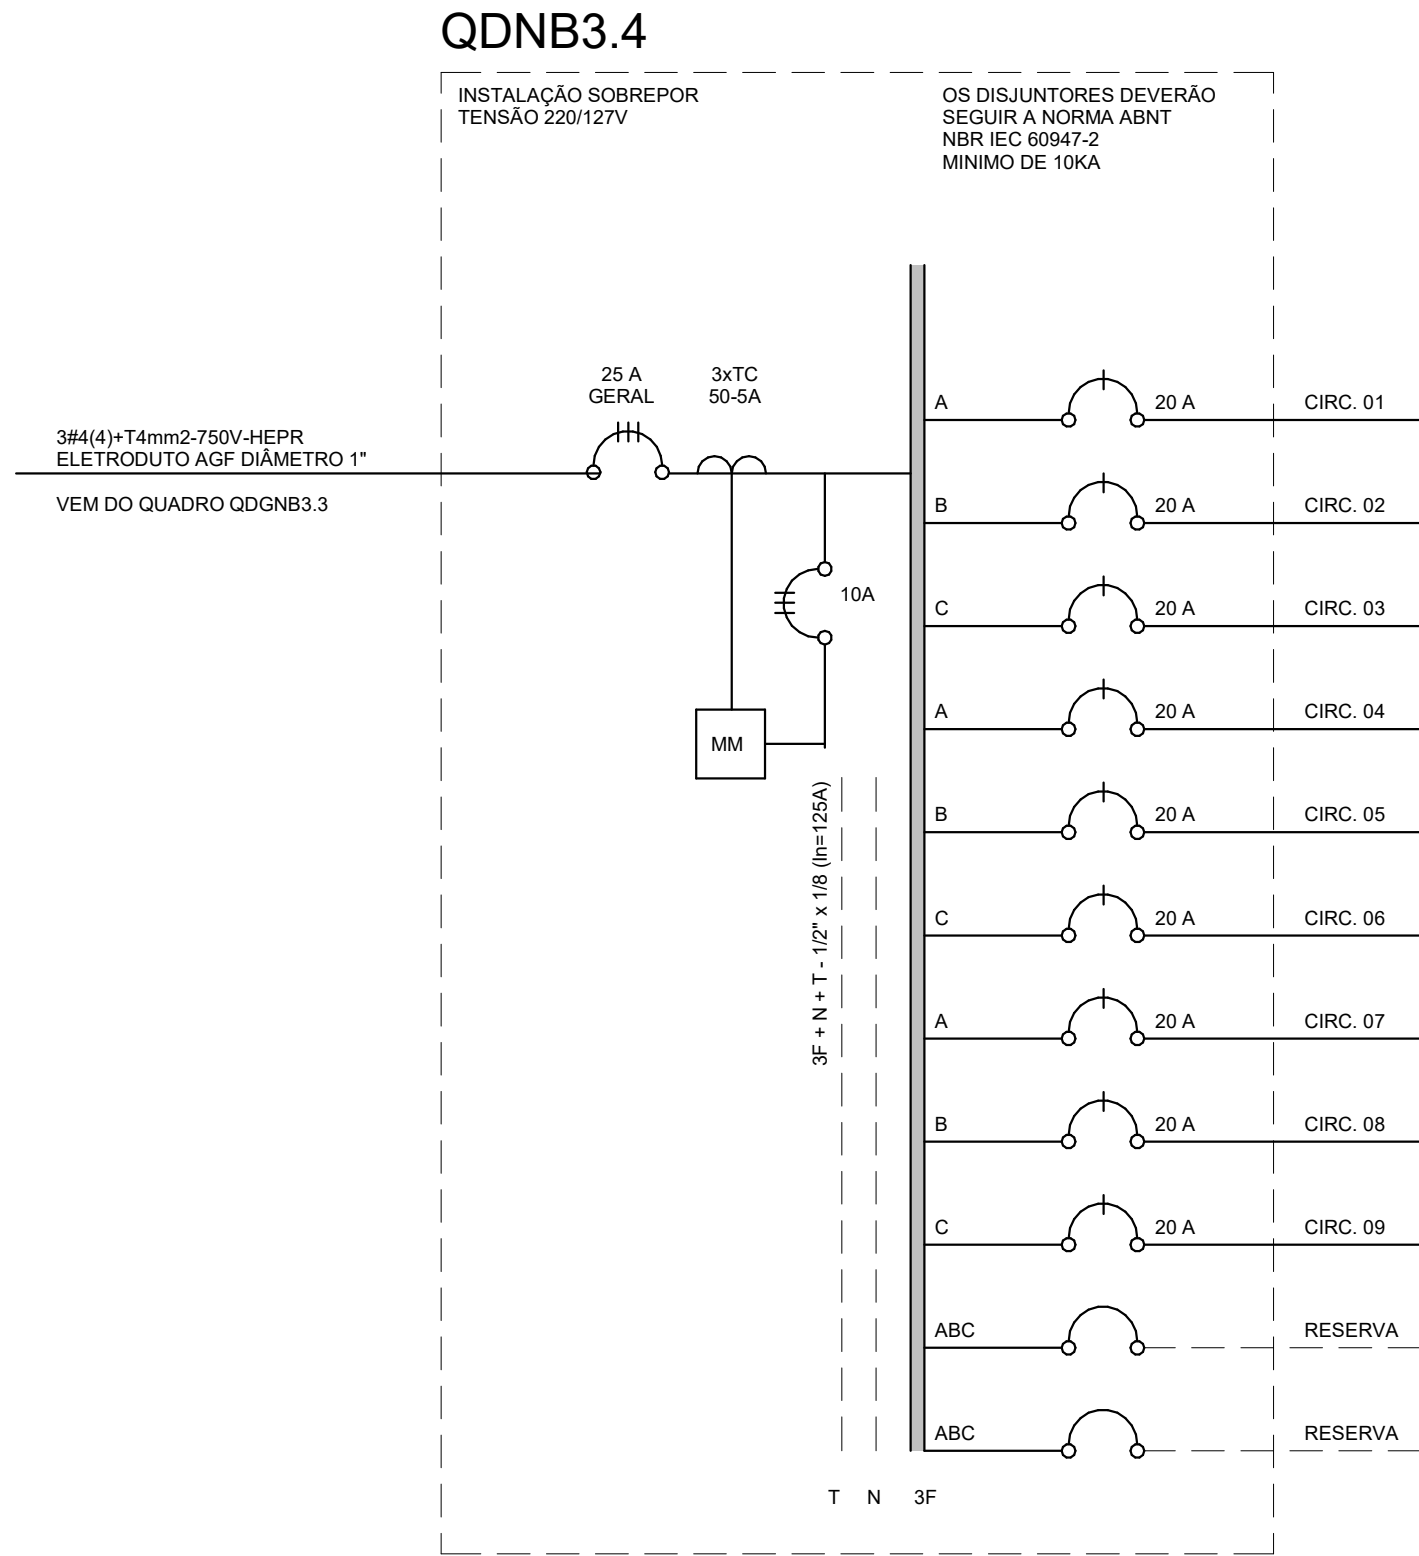 QDNB3.4
INSTALAÇÃO SOBREPOR
TENSÃO 220/127V
OS DISJUNTORES DEVERÃO
SEGUIR A NORMA ABNT
NBR IEC 60947-2
MINIMO DE 10KA
25 A
GERAL
3xTC
50-5A
3#4(4)+T4mm2-750V-HEPR
ELETRODUTO AGF DIÂMETRO 1"
VEM DO QUADRO QDGNB3.3
10A
MM
3F + N + T - 1/2" x 1/8 (In=125A)
A 20 A CIRC. 01
B 20 A CIRC. 02
C 20 A CIRC. 03
A 20 A CIRC. 04
B 20 A CIRC. 05
C 20 A CIRC. 06
A 20 A CIRC. 07
B 20 A CIRC. 08
C 20 A CIRC. 09
ABC RESERVA
ABC RESERVA
T N 3F